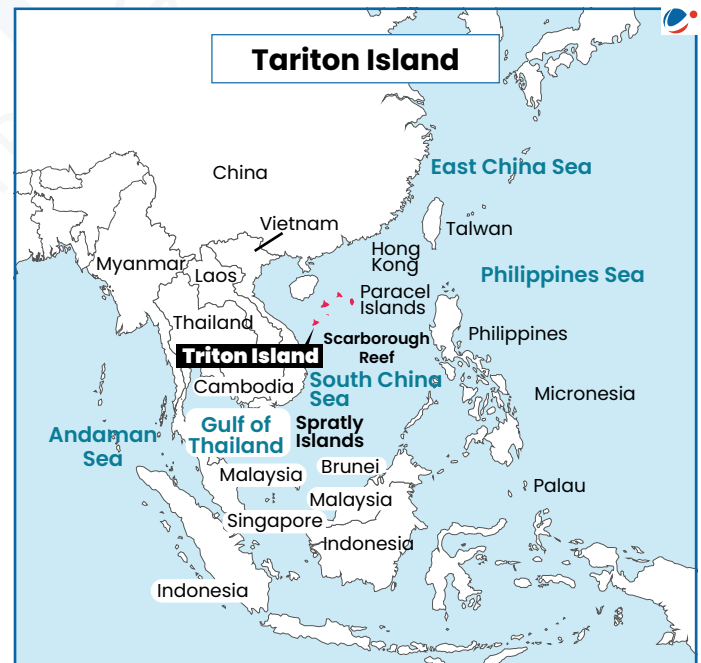 Tariton Island
East China Sea
China
Vietnam
Talwan
Hong
Kong
Myanmar
Laos
Philippines Sea
Paracel
Islands
Thailand
Scarborough
Reef
Philippines
Triton Island
Cambodia
South China
Sea
Micronesia
Gulf of
Thailand
Spratly
Islands
Andaman
Sea
Malaysia
Brunei
Palau
Malaysia
Singapore
Indonesia
Indonesia